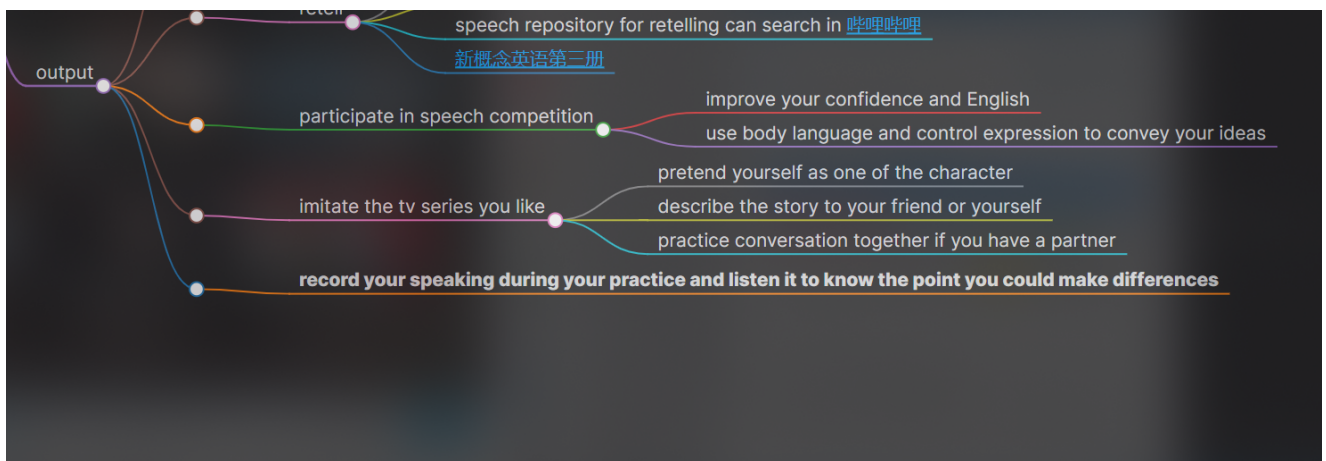 retell
speech repository for retelling can search in 哔哩哔哩
新概念英语第三册
output
participate in speech competition
improve your confidence and English
use body language and control expression to convey your ideas
imitate the tv series you like
pretend yourself as one of the character
describe the story to your friend or yourself
practice conversation together if you have a partner
record your speaking during your practice and listen it to know the point you could make differences